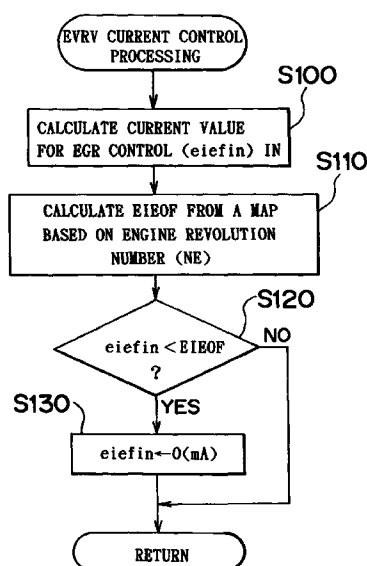 EVRV CURRENT CONTROL
PROCESSING
S100
CALCULATE CURRENT VALUE
FOR EGR CONTROL (eiefin) IN
S110
CALCULATE EIEOF FROM A MAP
BASED ON ENGINE REVOLUTION
NUMBER (NE)
S120
eiefin<EIEOF
?
NO
YES
S130
eiefin←0(mA)
RETURN